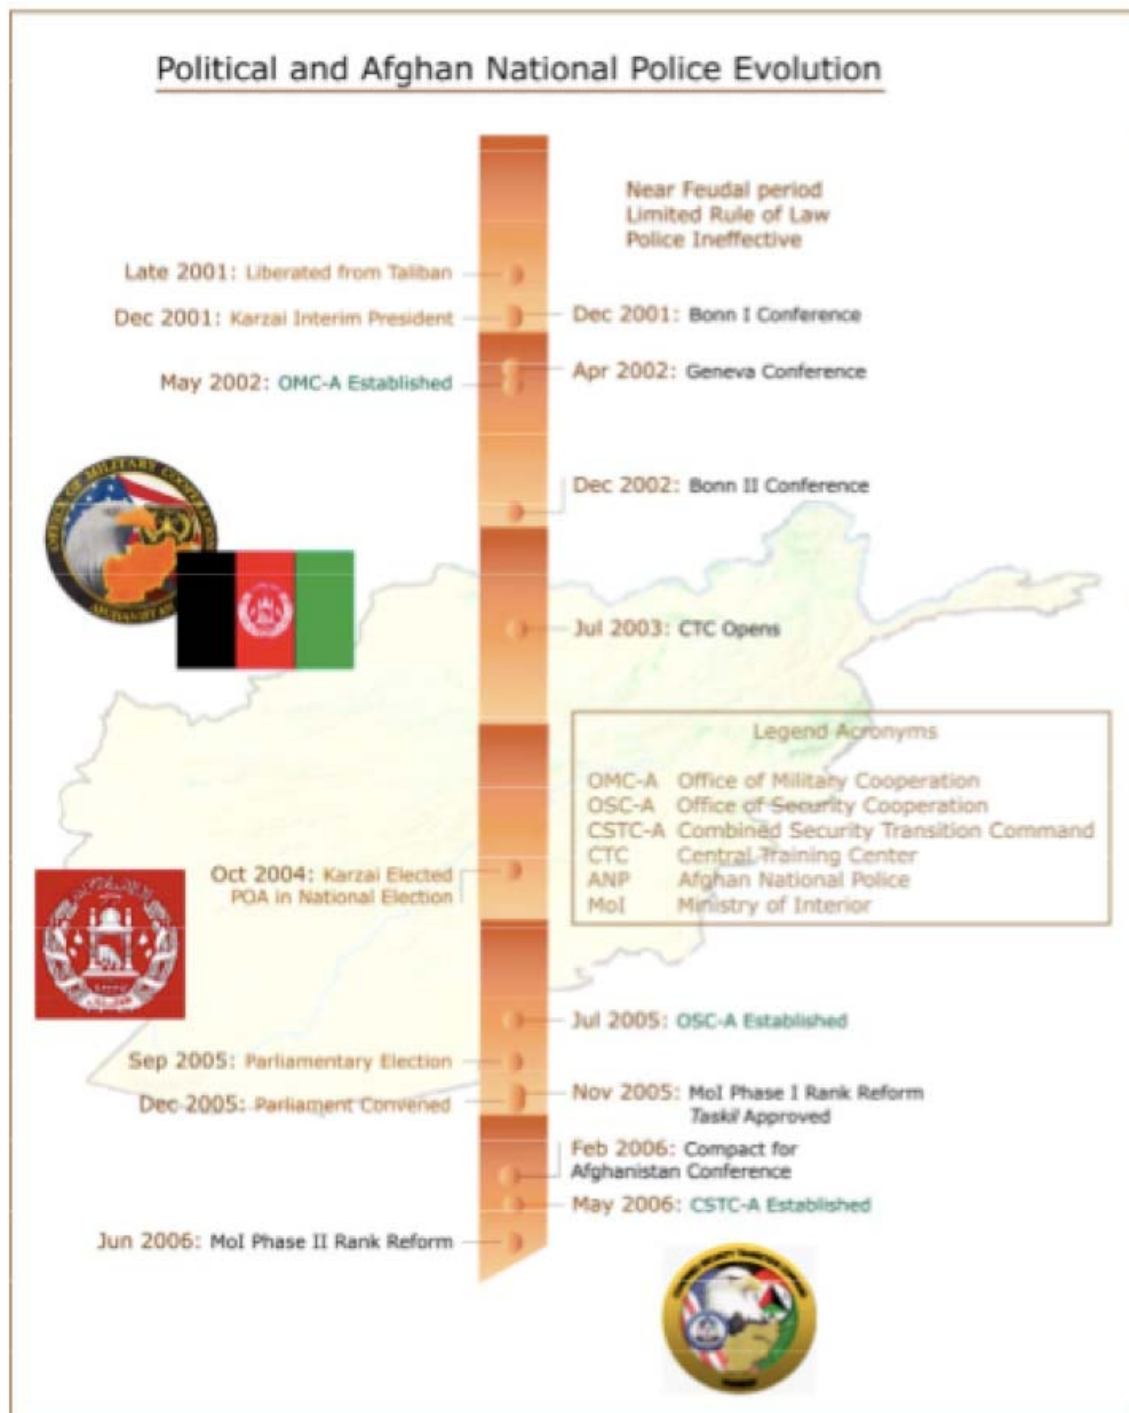 Political and Afghan National Police Evolution
Near Feudal period
Limited Rule of Law
Police Ineffective
Late 2001: Liberated from Taliban
Dec 2001: Karzai Interim President
Dec 2001: Bonn I Conference
Apr 2002: Geneva Conference
May 2002: OMC-A Established
Dec 2002: Bonn II Conference
OFFICE OF MILITARY COOPERATION
AFGHANISTAN
Jul 2003: CTC Opens
Legend Acronyms
OMC-A Office of Military Cooperation
OSC-A Office of Security Cooperation
CSTC-A Combined Security Transition Command
CTC Central Training Center
ANP Afghan National Police
MoI Ministry of Interior
Oct 2004: Karzai Elected
POA in National Election
Jul 2005: OSC-A Established
Sep 2005: Parliamentary Election
Nov 2005: MoI Phase I Rank Reform
Taskil Approved
Dec 2005: Parliament Convened
Feb 2006: Compact for
Afghanistan Conference
May 2006: CSTC-A Established
Jun 2006: MoI Phase II Rank Reform